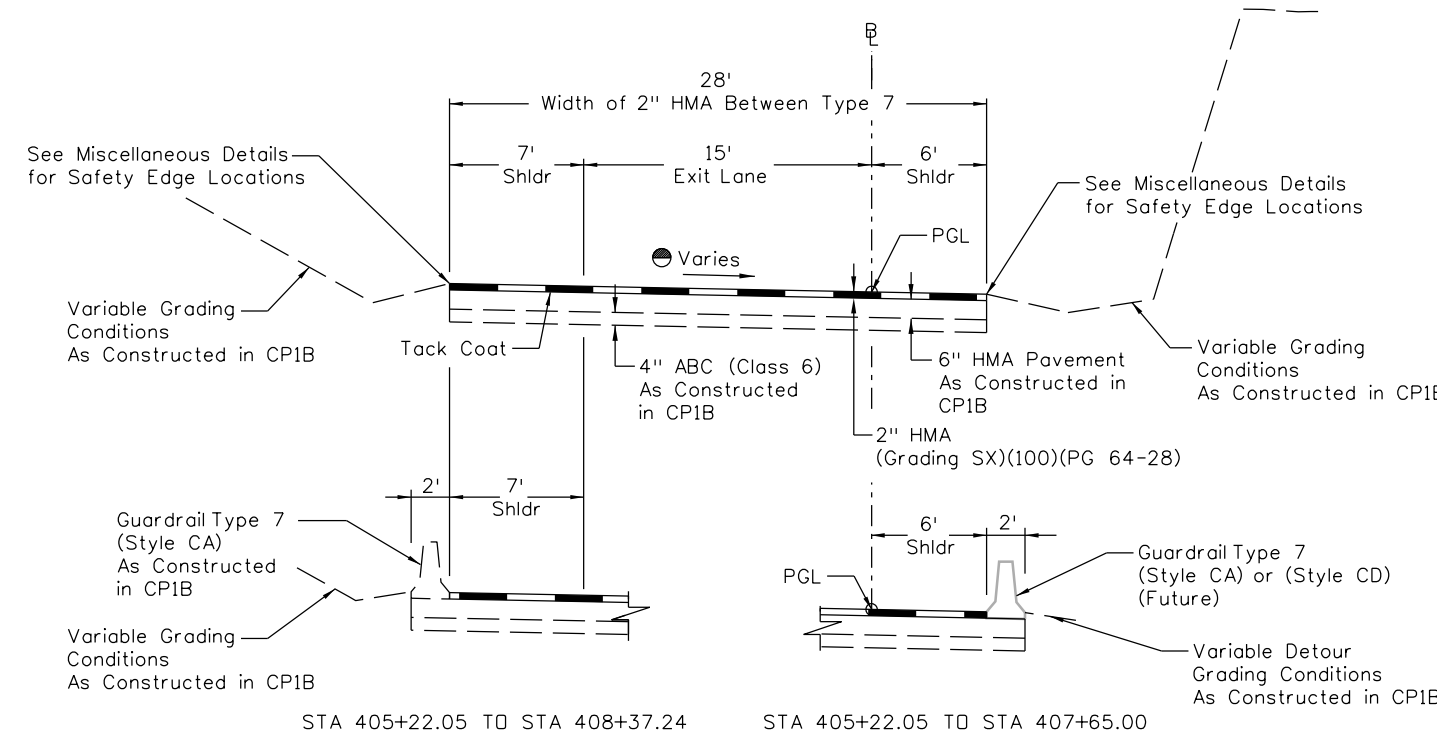 ℄
28'
Width of 2" HMA Between Type 7
7'
Shldr
15'
Exit Lane
6'
Shldr
See Miscellaneous Details
for Safety Edge Locations
See Miscellaneous Details
for Safety Edge Locations
PGL
Varies
Variable Grading
Conditions
As Constructed in CP1B
Tack Coat
4" ABC (Class 6)
As Constructed
in CP1B
6" HMA Pavement
As Constructed in
CP1B
Variable Grading
Conditions
As Constructed in CP1B
2" HMA
(Grading SX)(100)(PG 64-28)
2'
7'
Shldr
6'
Shldr
2'
Guardrail Type 7
(Style CA)
As Constructed
in CP1B
PGL
Guardrail Type 7
(Style CA) or (Style CD)
(Future)
Variable Grading
Conditions
As Constructed in CP1B
Variable Detour
Grading Conditions
As Constructed in CP1B
STA 405+22.05 TO STA 408+37.24
STA 405+22.05 TO STA 407+65.00